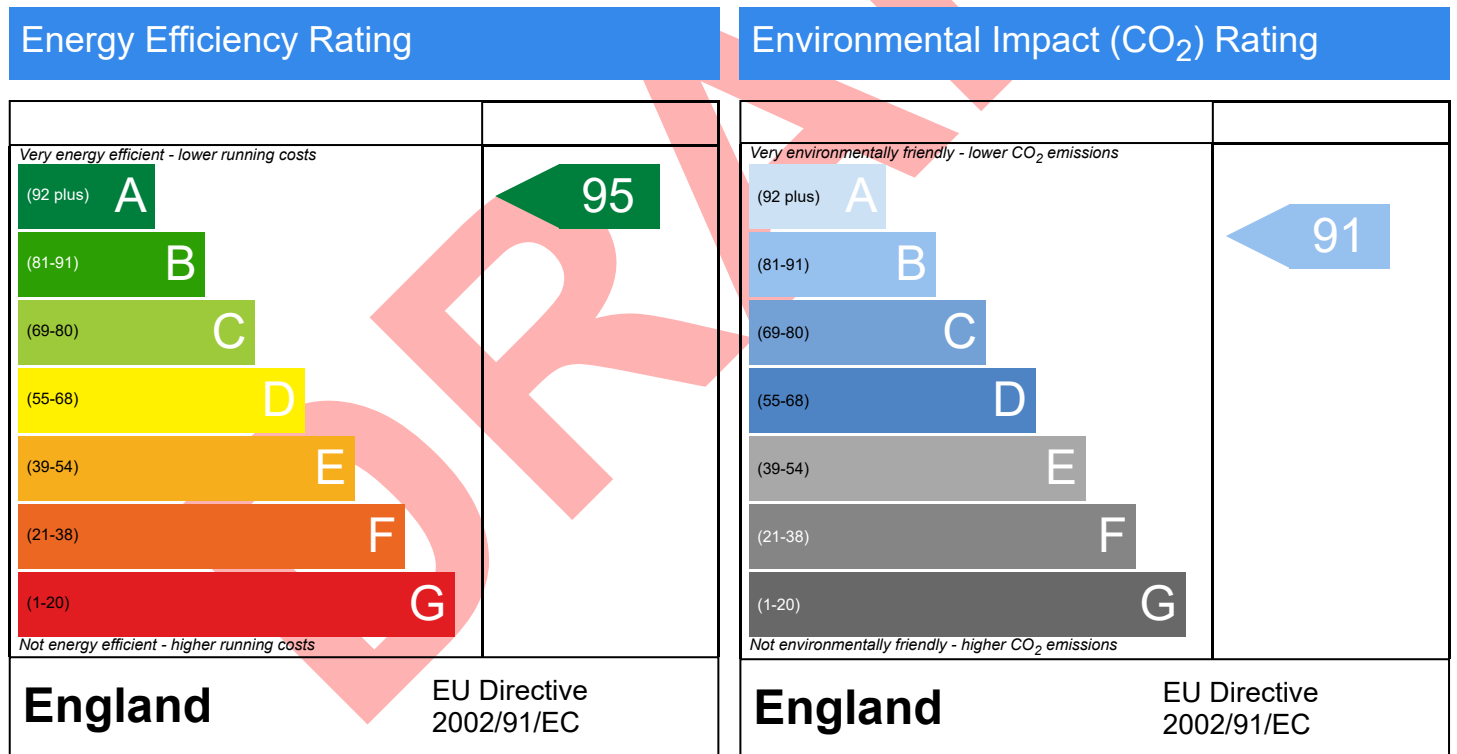 Energy Efficiency Rating
Very energy efficient - lower running costs
(92 plus) A
95
(81-91) B
(69-80) C
(55-68) D
(39-54) E
(21-38) F
(1-20) G
Not energy efficient - higher running costs
England
EU Directive
2002/91/EC
Environmental Impact (CO2) Rating
Very environmentally friendly - lower CO2 emissions
(92 plus) A
(81-91) B
91
(69-80) C
(55-68) D
(39-54) E
(21-38) F
(1-20) G
Not environmentally friendly - higher CO2 emissions
England
EU Directive
2002/91/EC